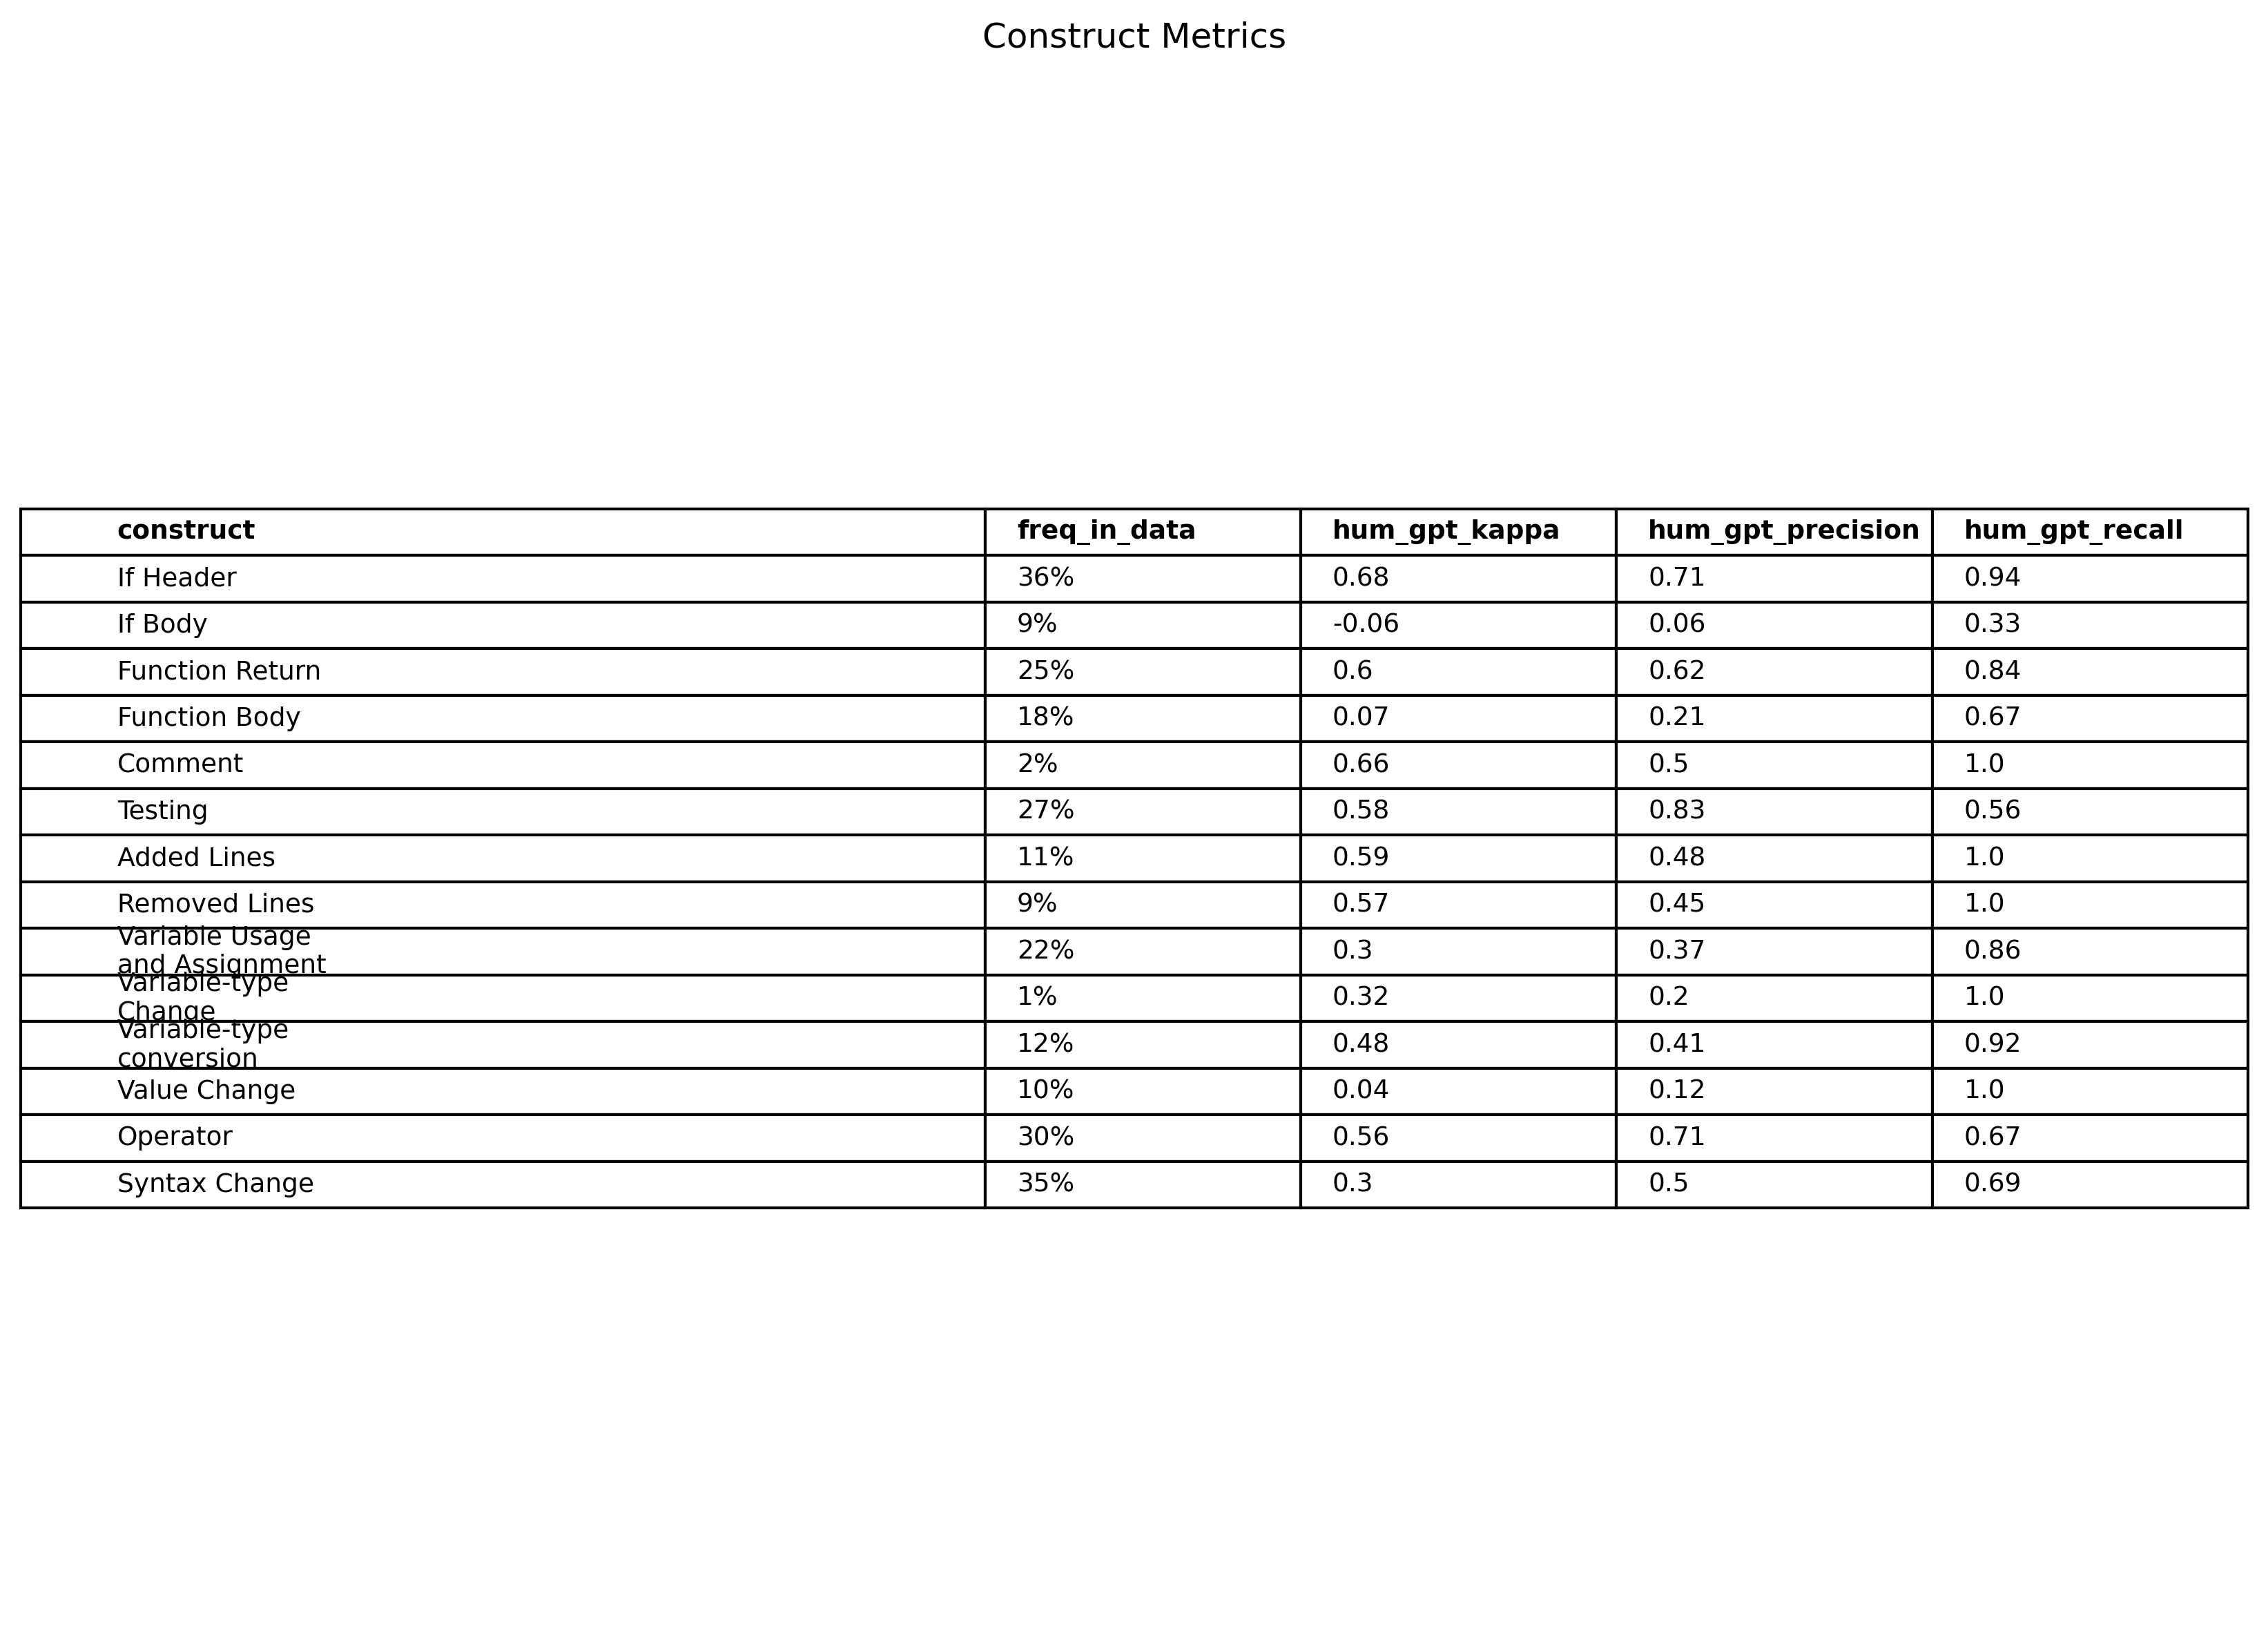 Construct Metrics
construct freq_in_data hum_gpt_kappa hum_gpt_precision hum_gpt_recall
If Header 36% 0.68 0.71 0.94
If Body 9% -0.06 0.06 0.33
Function Return 25% 0.6 0.62 0.84
Function Body 18% 0.07 0.21 0.67
Comment 2% 0.66 0.5 1.0
Testing 27% 0.58 0.83 0.56
Added Lines 11% 0.59 0.48 1.0
Removed Lines 9% 0.57 0.45 1.0
Variable Usage
and Assignment 22% 0.3 0.37 0.86
Variable-type
Change 1% 0.32 0.2 1.0
Variable-type
conversion 12% 0.48 0.41 0.92
Value Change 10% 0.04 0.12 1.0
Operator 30% 0.56 0.71 0.67
Syntax Change 35% 0.3 0.5 0.69